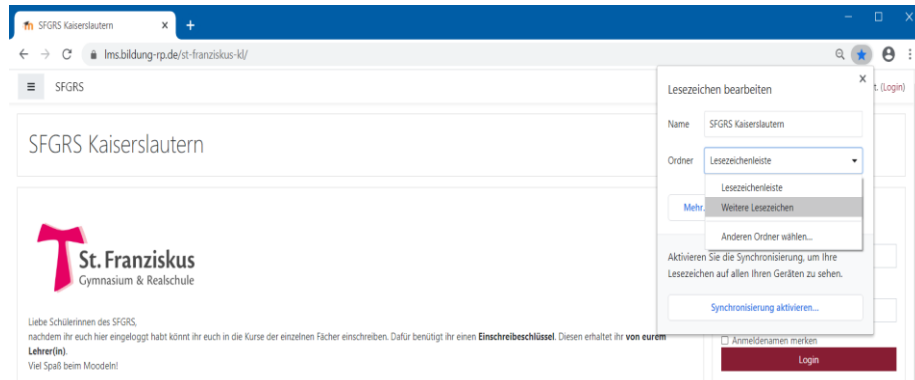 SFGRS Kaiserslautern
lms.bildung-rp.de/st-franziskus-kl/
SFGRS
t. (Login)
SFGRS Kaiserslautern
Lesezeichen bearbeiten
Name SFGRS Kaiserslautern
Ordner Lesezeichenleiste
Lesezeichenleiste
Weitere Lesezeichen
Anderen Ordner wählen...
Mehr.
Aktivieren Sie die Synchronisierung, um Ihre
Lesezeichen auf allen Ihren Geräten zu sehen.
Synchronisierung aktivieren...
St. Franziskus
Gymnasium & Realschule
Liebe Schülerinnen des SFGRS,
nachdem ihr euch hier eingeloggt habt könnt ihr euch in die Kurse der einzelnen Fächer einschreiben. Dafür benötigt ihr einen Einschreibeschlüssel. Diesen erhaltet ihr von eurem
Lehrer(in).
Viel Spaß beim Moodeln!
Anmeldenamen merken
Login